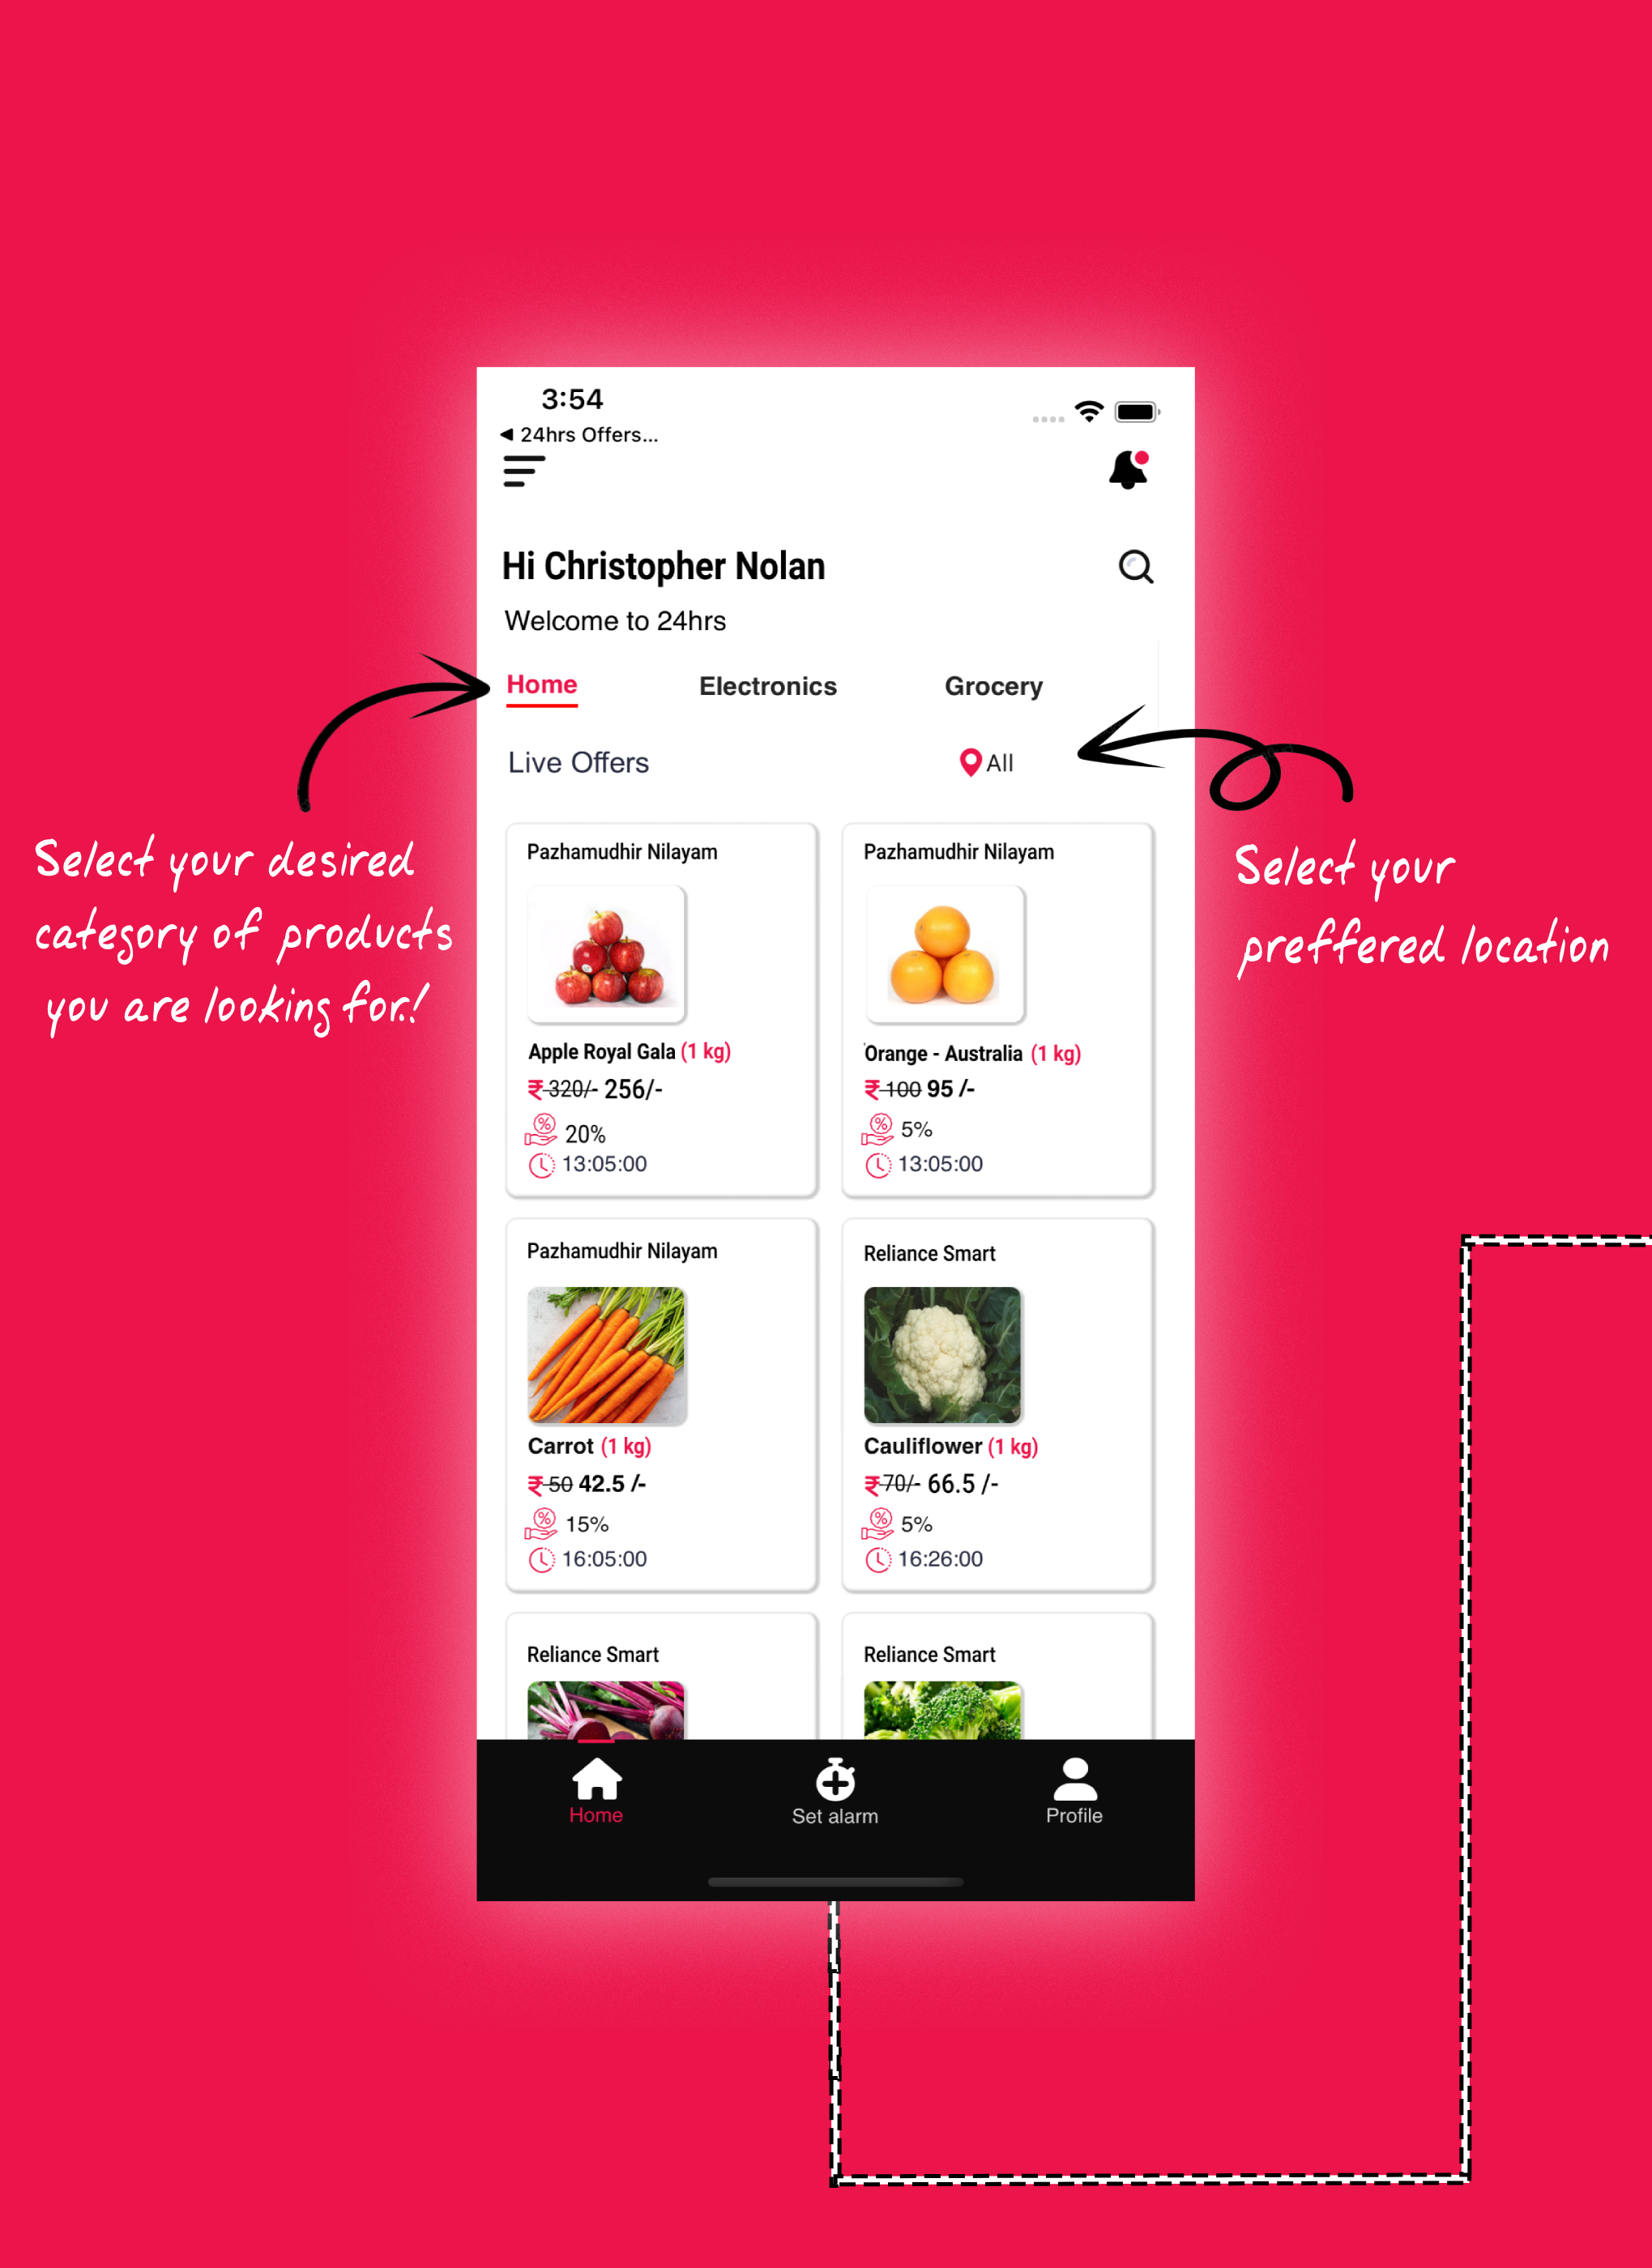 3:54
◀ 24hrs Offers...
Hi Christopher Nolan
Welcome to 24hrs
Home Electronics Grocery
Live Offers All
Select your desired
category of products
you are looking for.!
Select your
preffered location
Pazhamudhir Nilayam
Apple Royal Gala (1 kg)
₹ 320/- 256/-
% 20%
13:05:00
Pazhamudhir Nilayam
'Orange - Australia (1 kg)
₹ 100 95 /-
% 5%
13:05:00
Pazhamudhir Nilayam
Carrot (1 kg)
₹ 50 42.5 /-
% 15%
16:05:00
Reliance Smart
Cauliflower (1 kg)
₹ 70/- 66.5 /-
% 5%
16:26:00
Reliance Smart
Reliance Smart
Home Set alarm Profile